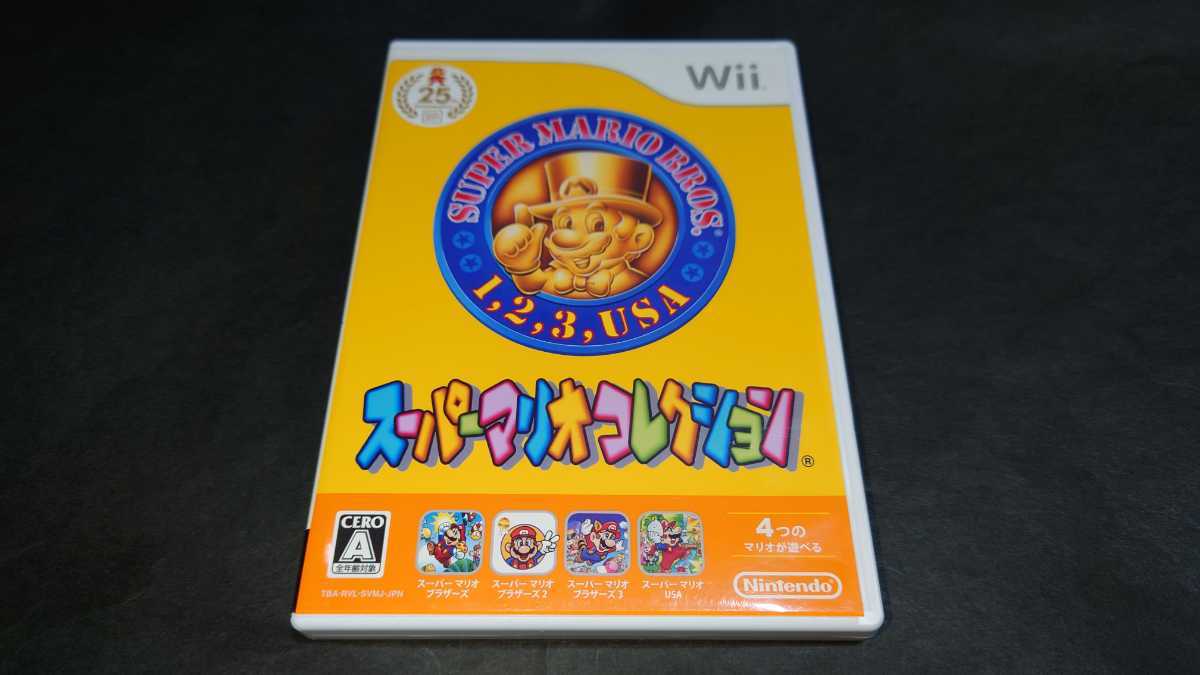 Wii
25
SUPER MARIO BROS.®
1, 2, 3, USA
スーパーマリオコレクション®
CERO
A
全年齢対象
TBA-RVL-SVMJ-JPN
スーパー マリオ
ブラザーズ
スーパー マリオ
ブラザーズ 2
スーパー マリオ
ブラザーズ 3
スーパー マリオ
USA
4つの
マリオが遊べる
Nintendo